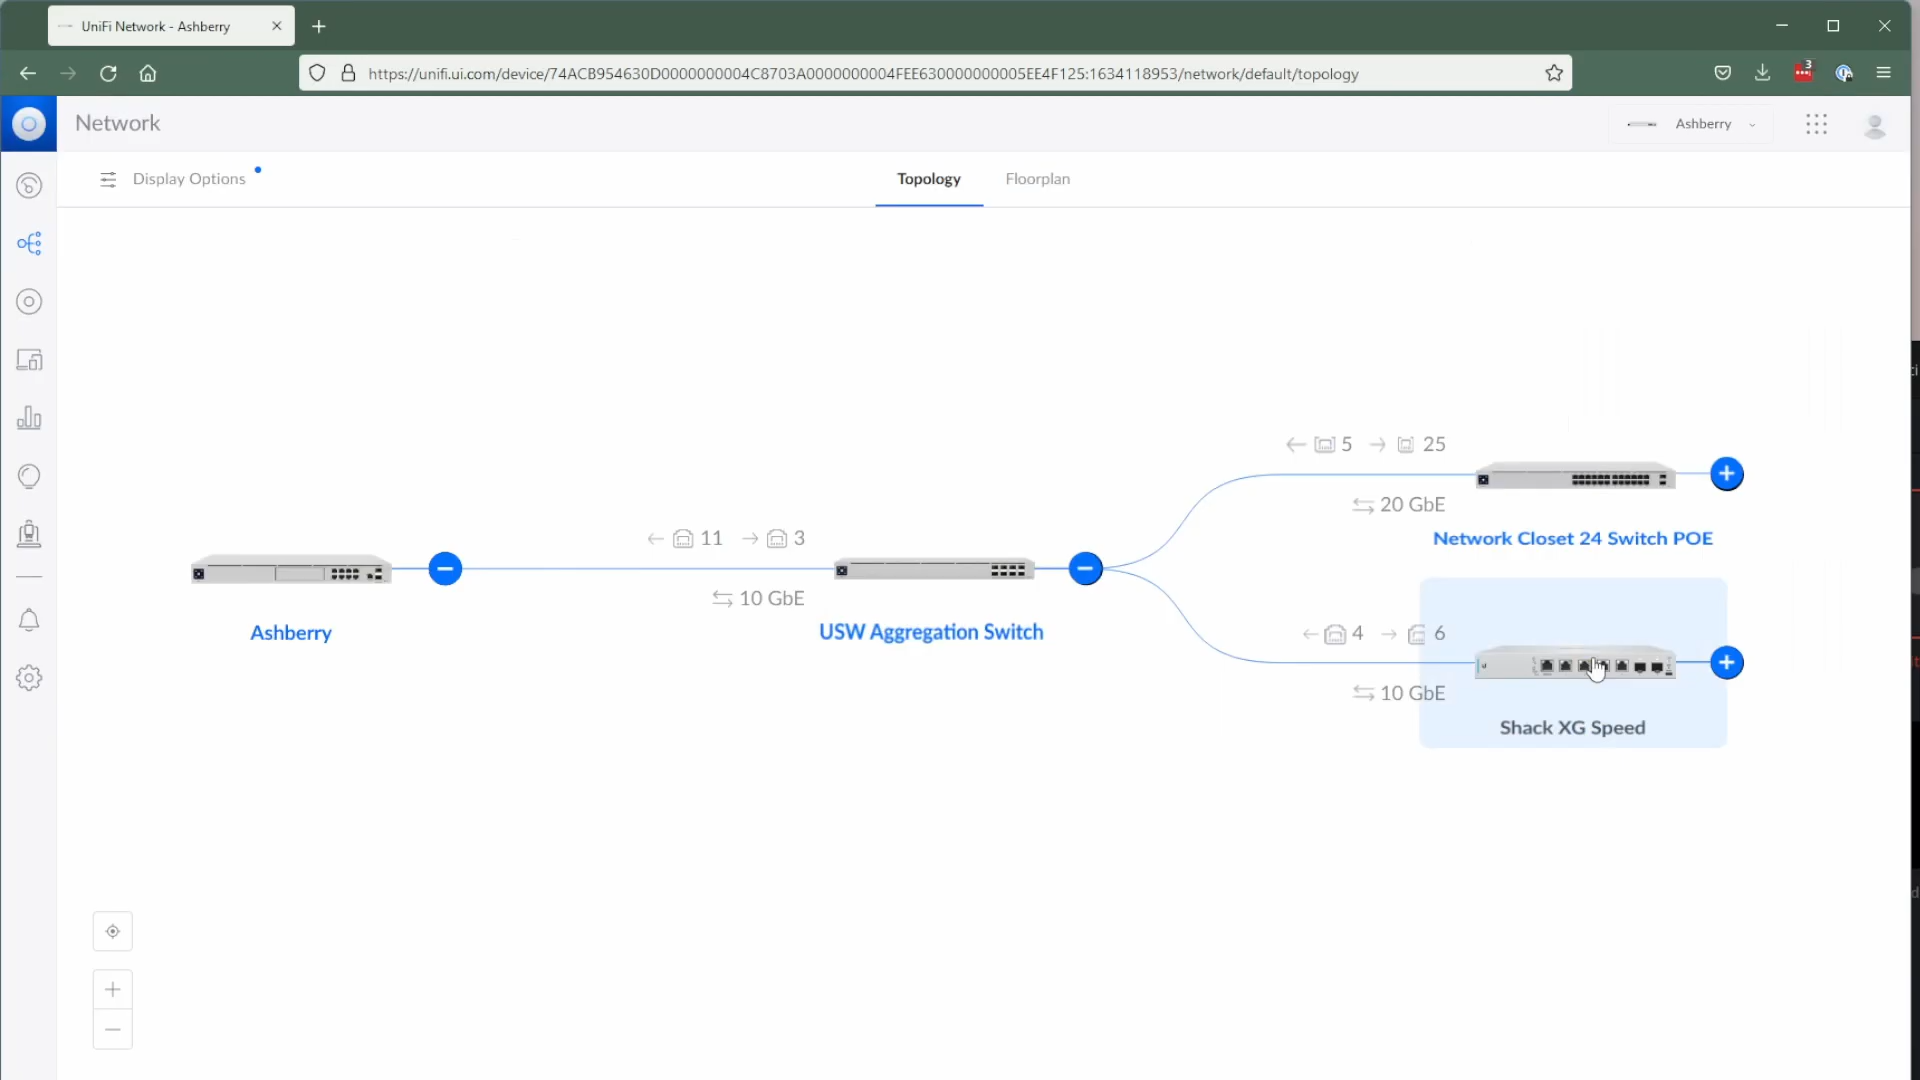 UniFi Network - Ashberry
https://unifi.ui.com/device/74ACB954630D0000000004C8703A0000000004FEE630000000005EE4F125:1634118953/network/default/topology
3
Network
Ashberry
Display Options
Topology
Floorplan
5 25
20 GbE
Network Closet 24 Switch POE
11 3
10 GbE
Ashberry
USW Aggregation Switch
4 6
10 GbE
Shack XG Speed